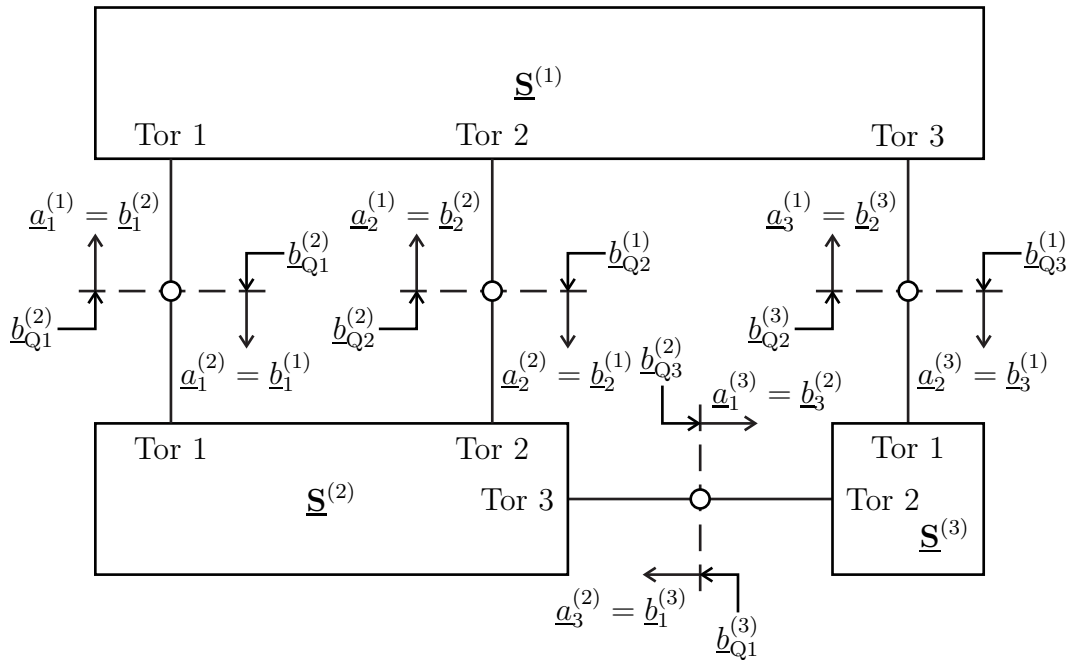 S^(1)
Tor 1 Tor 2 Tor 3
a_1^(1) = b_1^(2) a_2^(1) = b_2^(2) a_3^(1) = b_2^(3)
b_Q1^(2) b_Q2^(1) b_Q3^(1)
b_Q1^(2) b_Q2^(2) b_Q2^(3)
a_1^(2) = b_1^(1) a_2^(2) = b_2^(1) b_Q3^(2) a_2^(3) = b_3^(1)
a_1^(3) = b_3^(2)
Tor 1 Tor 2 Tor 1
S^(2) Tor 3 Tor 2
S^(3)
a_3^(2) = b_1^(3)
b_Q1^(3)